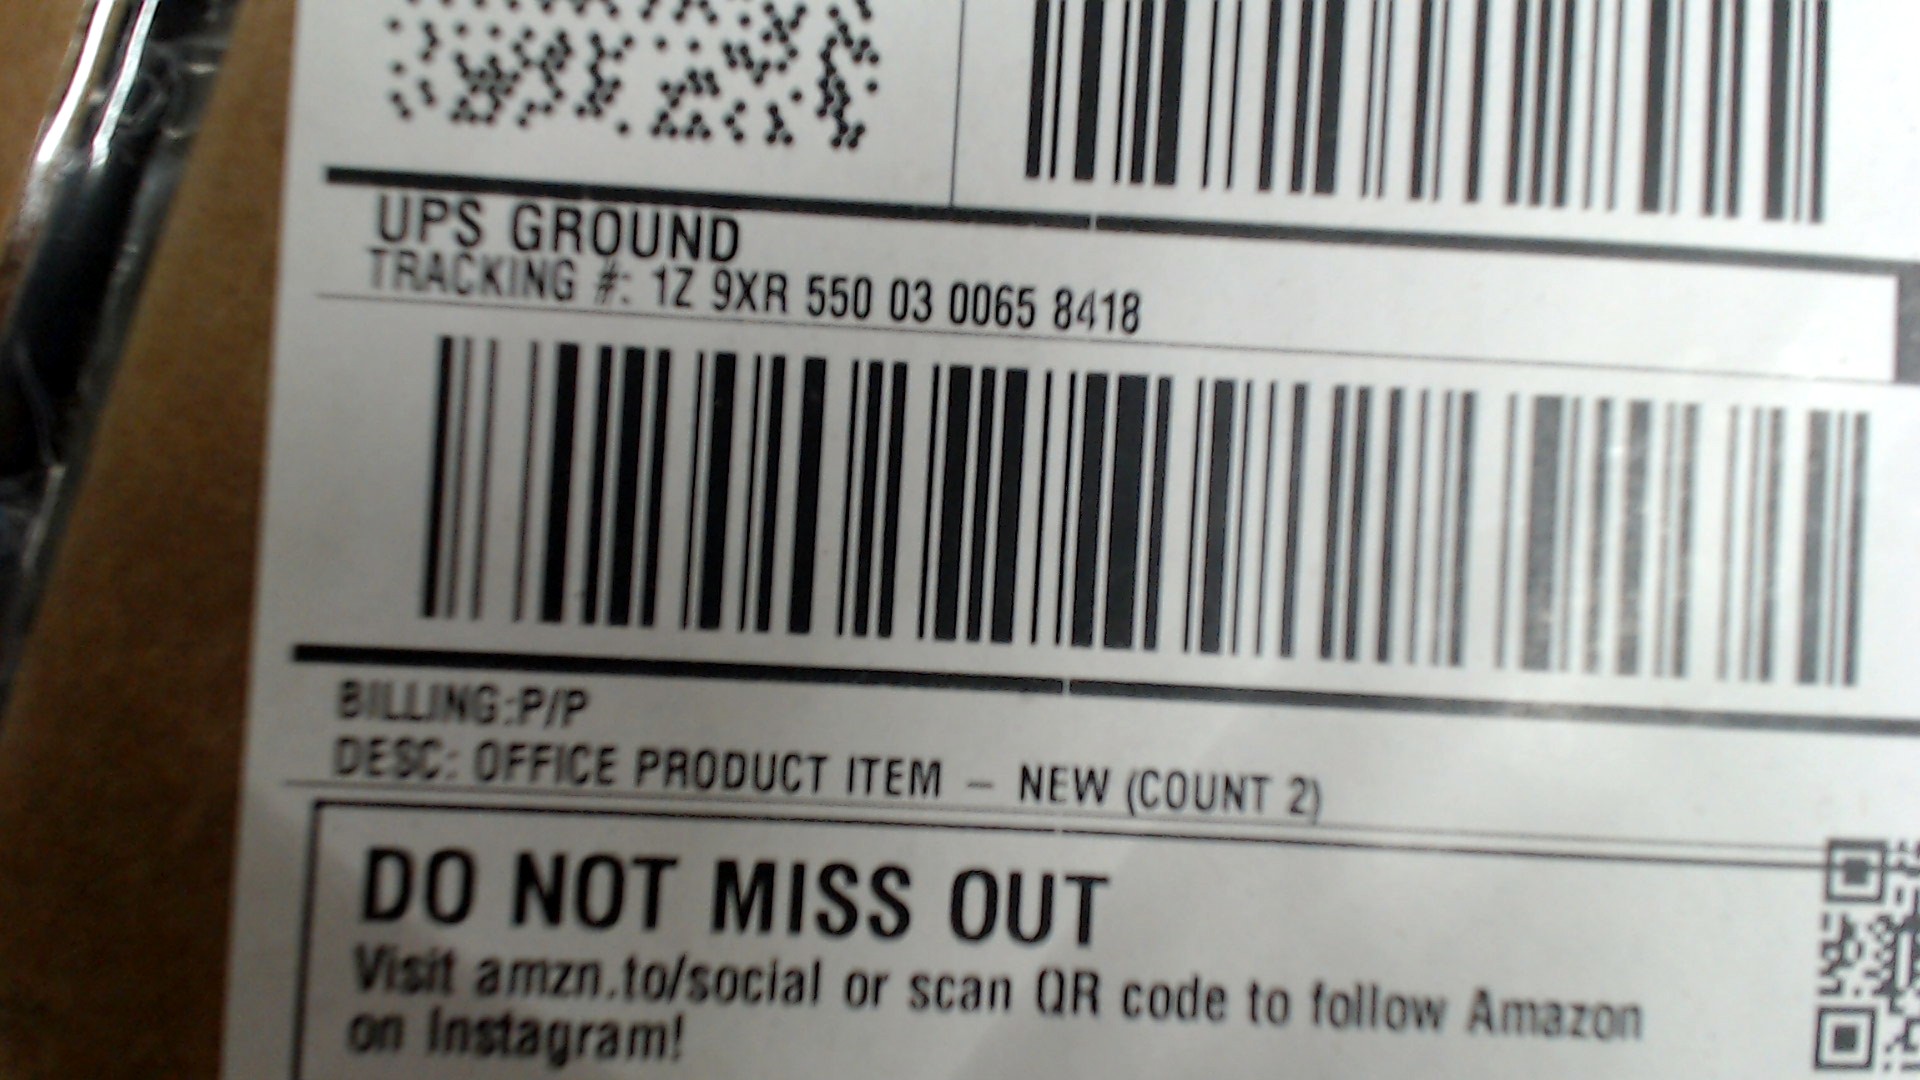 UPS GROUND
TRACKING #: 1Z 9XR 550 03 0065 8418
BILLING:P/P
DESC: OFFICE PRODUCT ITEM – NEW (COUNT 2)
DO NOT MISS OUT
Visit amzn.to/social or scan QR code to follow Amazon
on Instagram!